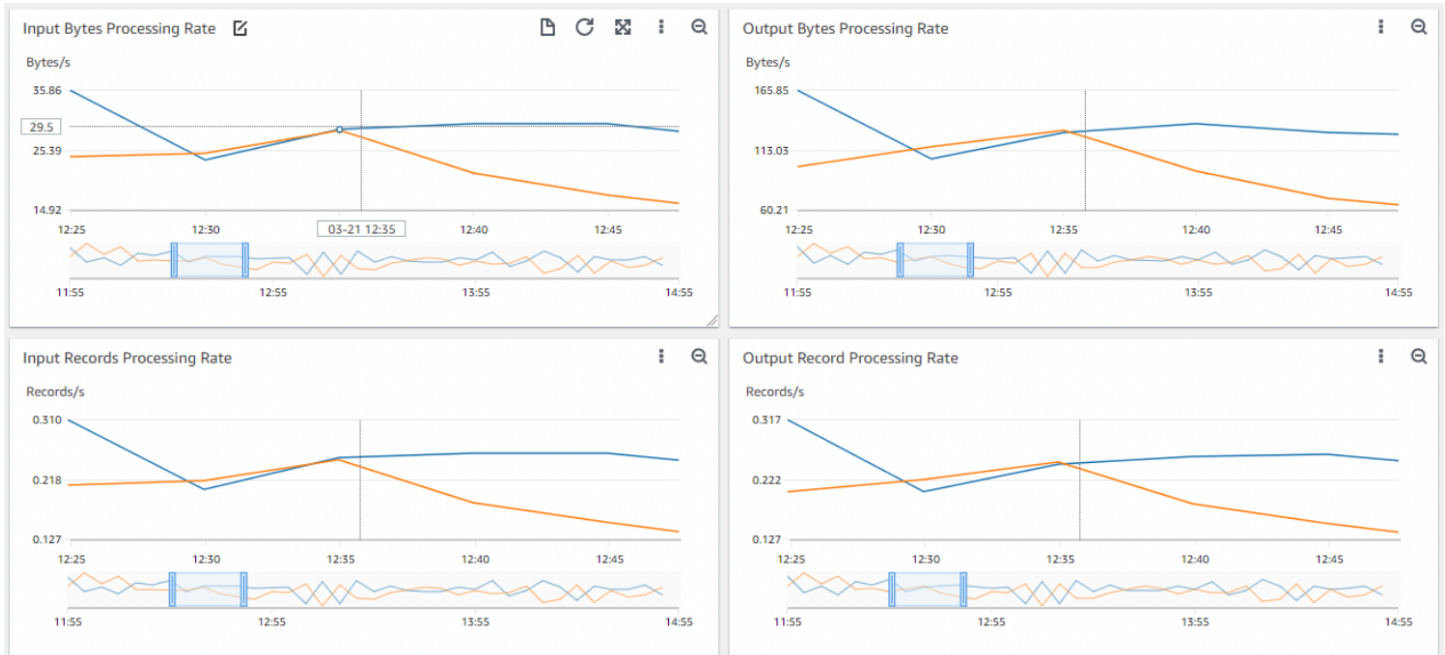 Input Bytes Processing Rate
Bytes/s
35.86
29.5
25.39
14.92
12:25 12:30 03-21 12:35 12:40 12:45
11:55 12:55 13:55 14:55
Output Bytes Processing Rate
Bytes/s
165.85
113.03
60.21
12:25 12:30 12:35 12:40 12:45
11:55 12:55 13:55 14:55
Input Records Processing Rate
Records/s
0.310
0.218
0.127
12:25 12:30 12:35 12:40 12:45
11:55 12:55 13:55 14:55
Output Record Processing Rate
Records/s
0.317
0.222
0.127
12:25 12:30 12:35 12:40 12:45
11:55 12:55 13:55 14:55